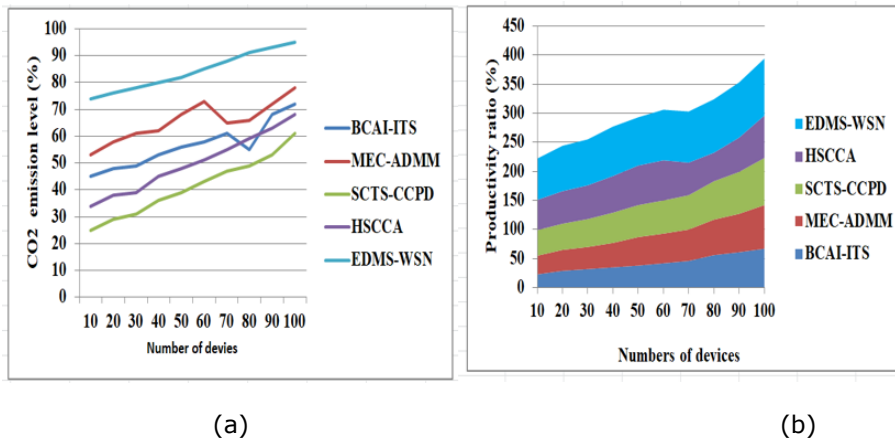 CO2 emission level (%)
100
90
80
70
60
50
40
30
20
10
0
10 20 30 40 50 60 70 80 90 100
Number of devies
BCAI-ITS
MEC-ADMM
SCTS-CCPD
HSCCA
EDMS-WSN
(a)
Productivity ratio (%)
450
400
350
300
250
200
150
100
50
0
10 20 30 40 50 60 70 80 90 100
Numbers of devices
EDMS-WSN
HSCCA
SCTS-CCPD
MEC-ADMM
BCAI-ITS
(b)